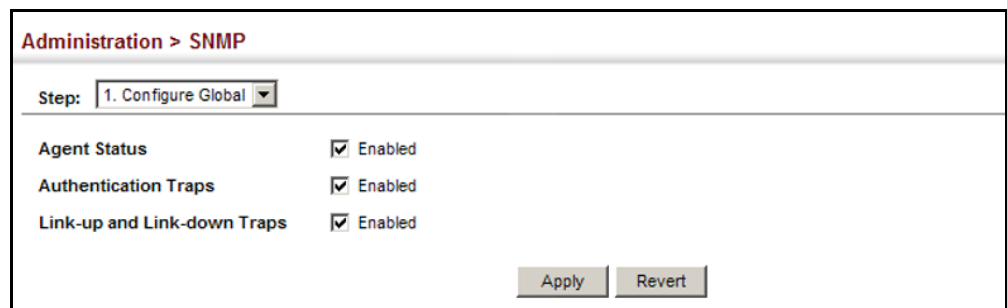 Administration > SNMP
Step: 1. Configure Global
Agent Status Enabled
Authentication Traps Enabled
Link-up and Link-down Traps Enabled
Apply Revert